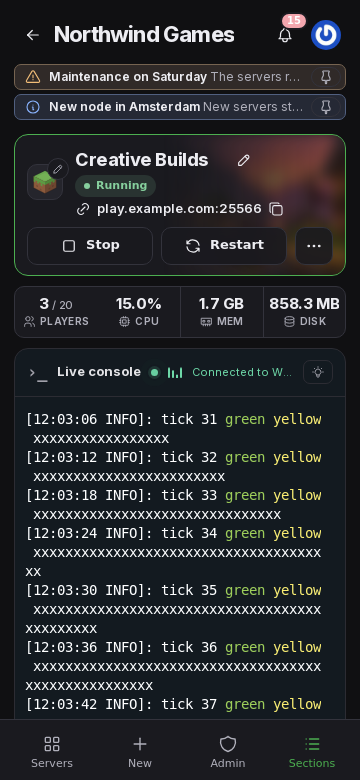 15
Northwind Games
Maintenance on Saturday The servers r...
New node in Amsterdam New servers st...
Creative Builds
Running
play.example.com:25566
Stop
Restart
3 / 20
PLAYERS
15.0%
CPU
1.7 GB
MEM
858.3 MB
DISK
Live console
Connected to W...
[12:03:06 INFO]: tick 31 green yellow
xxxxxxxxxxxxxxxxx
[12:03:12 INFO]: tick 32 green yellow
xxxxxxxxxxxxxxxxxxxxxxxx
[12:03:18 INFO]: tick 33 green yellow
xxxxxxxxxxxxxxxxxxxxxxxxxxxxxxx
[12:03:24 INFO]: tick 34 green yellow
xxxxxxxxxxxxxxxxxxxxxxxxxxxxxxxxxxxx
xx
[12:03:30 INFO]: tick 35 green yellow
xxxxxxxxxxxxxxxxxxxxxxxxxxxxxxxxxxxx
xxxxxxxxx
[12:03:36 INFO]: tick 36 green yellow
xxxxxxxxxxxxxxxxxxxxxxxxxxxxxxxxxxxx
xxxxxxxxxxxxxxxx
[12:03:42 INFO]: tick 37 green yellow
Servers
New
Admin
Sections